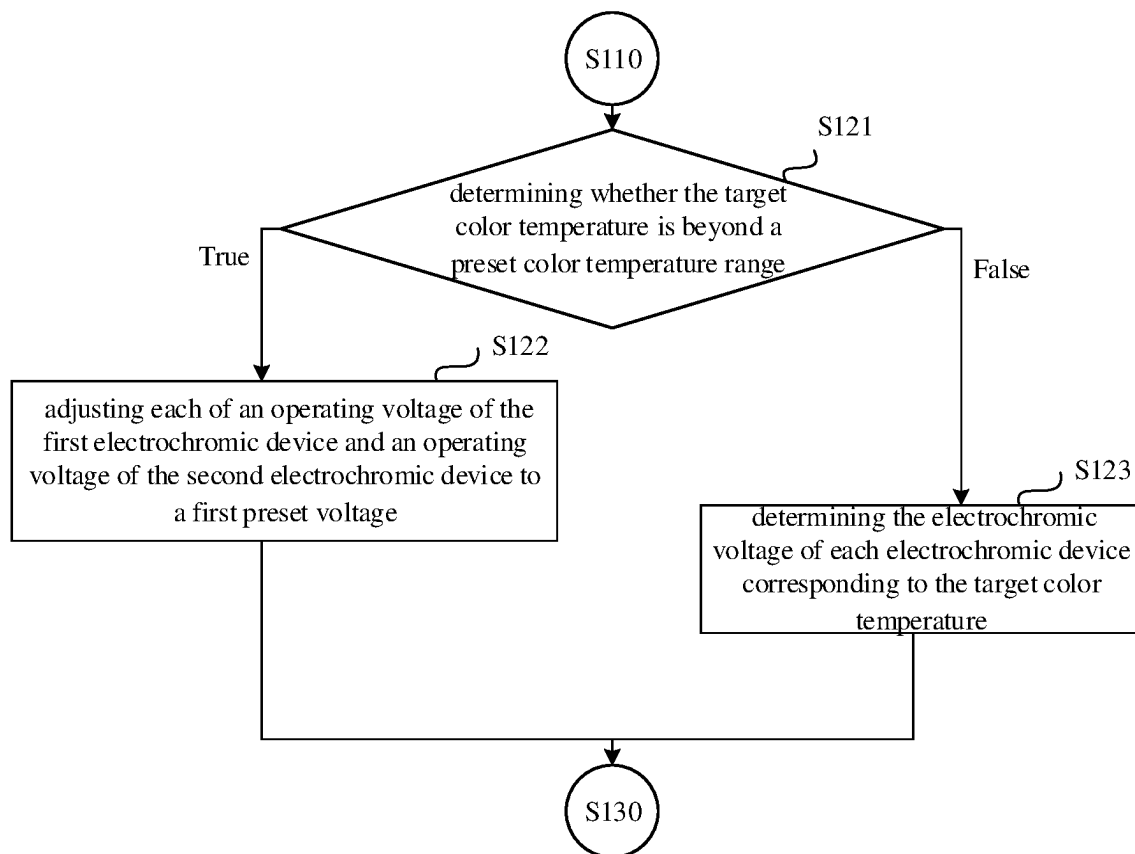 S110
S121
determining whether the target
color temperature is beyond a
preset color temperature range
True
False
S122
adjusting each of an operating voltage of the
first electrochromic device and an operating
voltage of the second electrochromic device to
a first preset voltage
S123
determining the electrochromic
voltage of each electrochromic device
corresponding to the target color
temperature
S130